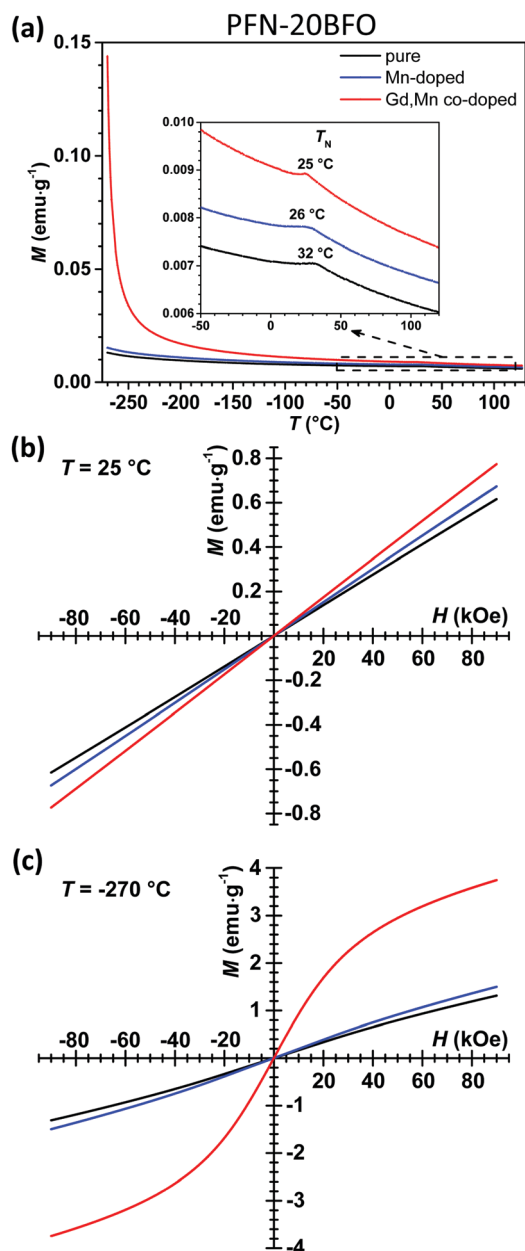 (a)
PFN-20BFO
0.15
0.10
0.05
0.00
M (emu·g⁻¹)
pure
Mn-doped
Gd,Mn co-doped
0.010
0.009
0.008
0.007
0.006
T_N
25 °C
26 °C
32 °C
-50 0 50 100
-250 -200 -150 -100 -50 0 50 100
T (°C)
(b)
T = 25 °C
M (emu·g⁻¹)
0.8
0.6
0.4
0.2
H (kOe)
-80 -60 -40 -20
20 40 60 80
-0.2
-0.4
-0.6
-0.8
(c)
T = -270 °C
M (emu·g⁻¹)
4
3
2
1
H (kOe)
-80 -60 -40 -20
20 40 60 80
-1
-2
-3
-4